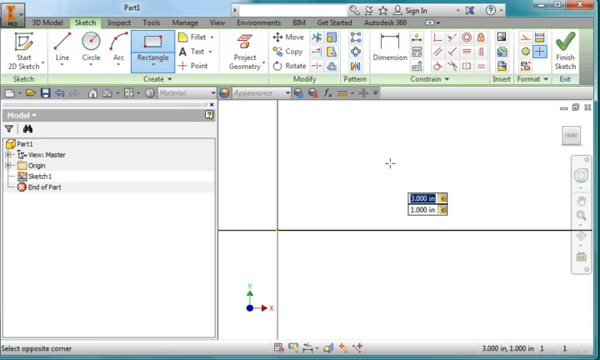 Part1
Sign In
PRO
3D Model Sketch Inspect Tools Manage View Environments BIM Get Started Autodesk 360
Start
2D Sketch
Line
Circle
Arc
Rectangle
Fillet
Text
Point
Project
Geometry
Move
Copy
Rotate
Dimension
Finish
Sketch
Sketch Create Modify Pattern Constrain Insert Format Exit
Material
Appearance
Model
Part1
View: Master
Origin
Sketch1
End of Part
FRONT
3.000 in
1.000 in
Y
X
Select opposite corner
3.000 in, 1.000 in 1 1